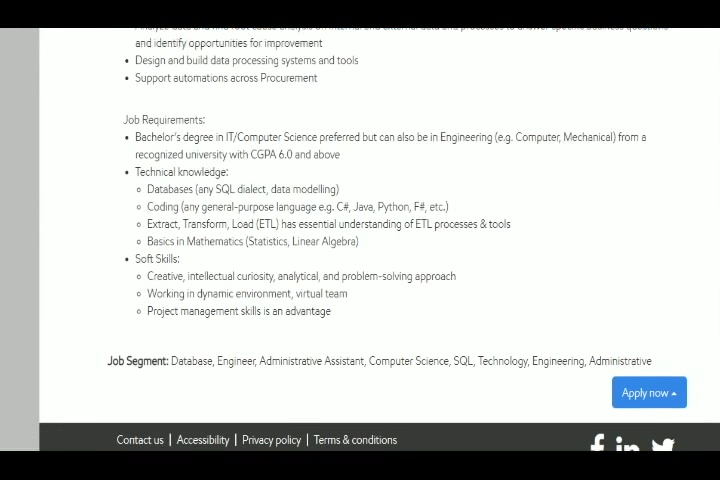 and identify opportunities for improvement
• Design and build data processing systems and tools
• Support automations across Procurement
Job Requirements:
• Bachelor's degree in IT/Computer Science preferred but can also be in Engineering (e.g. Computer, Mechanical) from a
recognized university with CGPA 6.0 and above
• Technical knowledge:
○ Databases (any SQL dialect, data modelling)
○ Coding (any general-purpose language e.g. C#, Java, Python, F#, etc.)
○ Extract, Transform, Load (ETL) has essential understanding of ETL processes & tools
○ Basics in Mathematics (Statistics, Linear Algebra)
• Soft Skills:
○ Creative, intellectual curiosity, analytical, and problem-solving approach
○ Working in dynamic environment, virtual team
○ Project management skills is an advantage
Job Segment: Database, Engineer, Administrative Assistant, Computer Science, SQL, Technology, Engineering, Administrative
Apply now
Contact us | Accessibility | Privacy policy | Terms & conditions